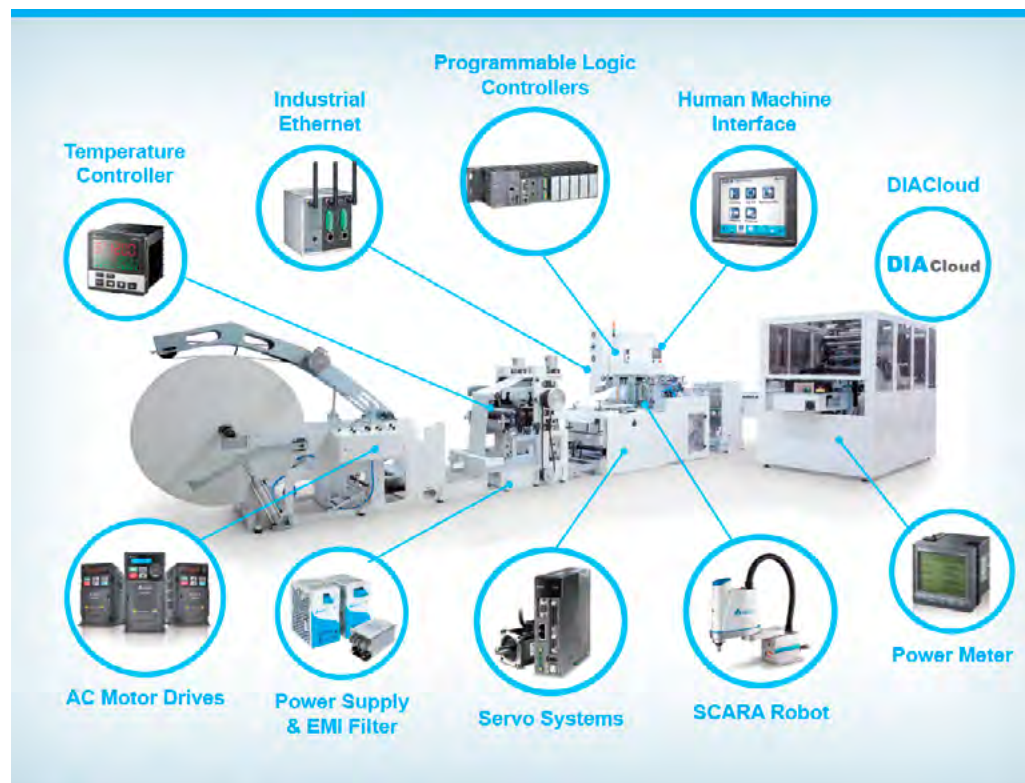 Programmable Logic
Controllers
Industrial
Ethernet
Human Machine
Interface
Temperature
Controller
DIACloud
DIACloud
AC Motor Drives
Power Supply
& EMI Filter
Servo Systems
SCARA Robot
Power Meter